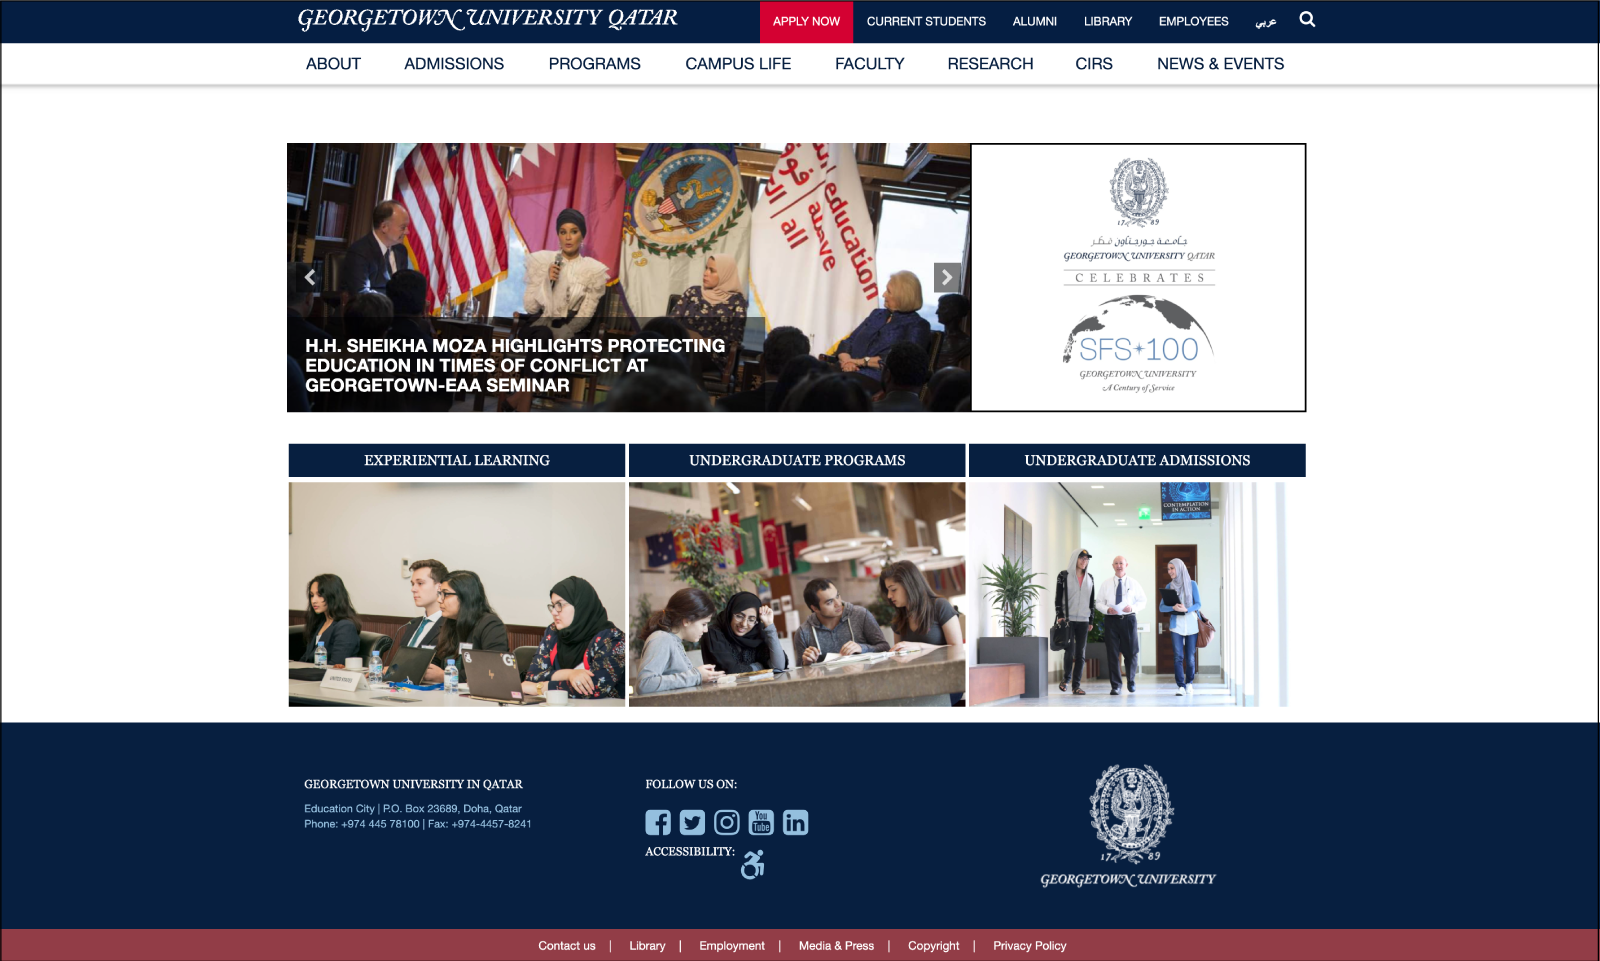 GEORGETOWN UNIVERSITY QATAR
APPLY NOW
CURRENT STUDENTS
ALUMNI
LIBRARY
EMPLOYEES
عربي
ABOUT
ADMISSIONS
PROGRAMS
CAMPUS LIFE
FACULTY
RESEARCH
CIRS
NEWS & EVENTS
education
above
all
H.H. SHEIKHA MOZA HIGHLIGHTS PROTECTING
EDUCATION IN TIMES OF CONFLICT AT
GEORGETOWN-EAA SEMINAR
17 89
جامعة جورجتاون قطر
GEORGETOWN UNIVERSITY QATAR
CELEBRATES
SFS+100
GEORGETOWN UNIVERSITY
A Century of Service
EXPERIENTIAL LEARNING
UNDERGRADUATE PROGRAMS
UNDERGRADUATE ADMISSIONS
CONTEMPLATION
IN ACTION
UNITED STATES
hp
GEORGETOWN UNIVERSITY IN QATAR
Education City | P.O. Box 23689, Doha, Qatar
Phone: +974 445 78100 | Fax: +974-4457-8241
FOLLOW US ON:
You
Tube
in
ACCESSIBILITY:
17 89
GEORGETOWN UNIVERSITY
Contact us | Library | Employment | Media & Press | Copyright | Privacy Policy